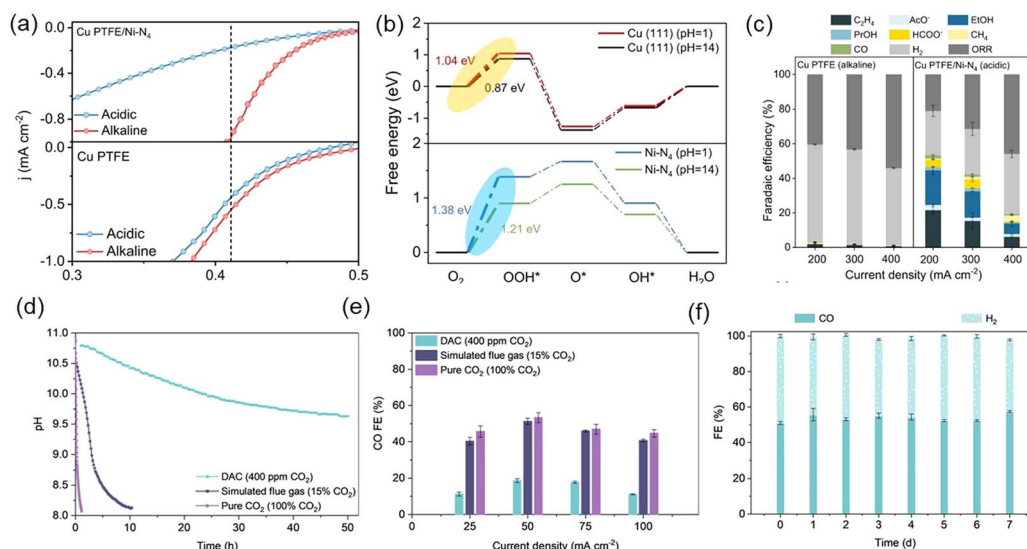 (a)
Cu PTFE/Ni-N₄
0.0
-0.4
-0.8
Acidic
Alkaline
j (mA cm⁻²)
0.0
Cu PTFE
-0.5
Acidic
Alkaline
-1.0
0.3 0.4 0.5
(b)
Free energy (eV)
2
1
0
-1
2
1
0
Cu (111) (pH=1)
Cu (111) (pH=14)
1.04 eV
0.87 eV
Ni-N₄ (pH=1)
Ni-N₄ (pH=14)
1.38 eV
1.21 eV
O₂ OOH* O* OH* H₂O
(c)
C₂H₄ AcO⁻ EtOH
PrOH HCOO⁻ CH₄
CO H₂ ORR
Cu PTFE (alkaline) Cu PTFE/Ni-N₄ (acidic)
Faradaic efficiency (%)
100
80
60
40
20
0
200 300 400 200 300 400
Current density (mA cm⁻²)
(d)
pH
11.0
10.5
10.0
9.5
9.0
8.5
8.0
DAC (400 ppm CO₂)
Simulated flue gas (15% CO₂)
Pure CO₂ (100% CO₂)
0 10 20 30 40 50
Time (h)
(e)
CO FE (%)
100
80
60
40
20
0
DAC (400 ppm CO₂)
Simulated flue gas (15% CO₂)
Pure CO₂ (100% CO₂)
25 50 75 100
Current density (mA cm⁻²)
(f)
CO H₂
FE (%)
100
80
60
40
20
0
0 1 2 3 4 5 6 7
Time (d)